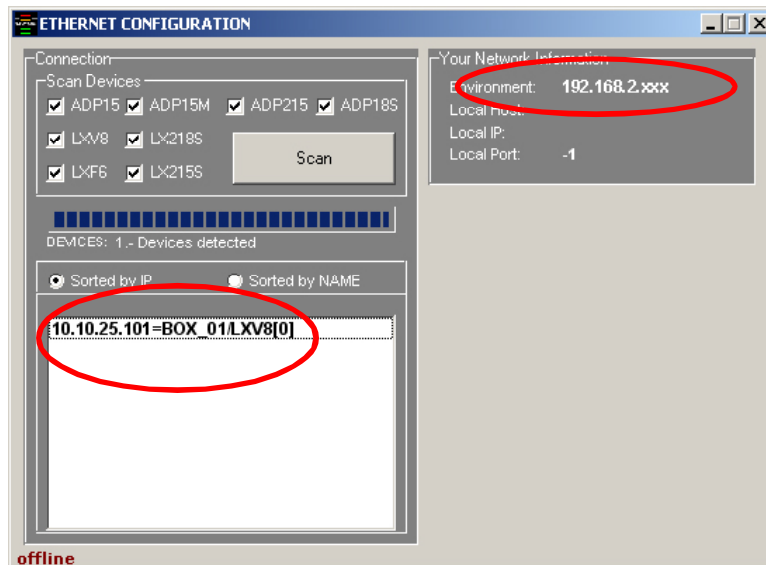 ETHERNET CONFIGURATION
Connection
Scan Devices
ADP15 ADP15M ADP215 ADP18S
LXV8 LX218S
LXF6 LX215S
Scan
DEVICES: 1.- Devices detected
Sorted by IP Sorted by NAME
10.10.25.101=BOX_01/LXV8[0]
offline
Your Network Information
Environment: 192.168.2.xxx
Local Host:
Local IP:
Local Port: -1